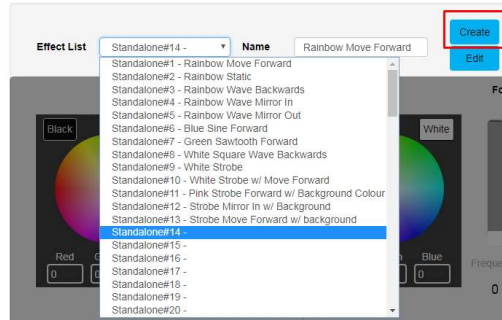 Create
Effect List Standalone#14 - Name Rainbow Move Forward
Edit
Standalone#1 - Rainbow Move Forward
Standalone#2 - Rainbow Static
Standalone#3 - Rainbow Wave Backwards
Standalone#4 - Rainbow Wave Mirror In
Standalone#5 - Rainbow Wave Mirror Out
Standalone#6 - Blue Sine Forward
Standalone#7 - Green Sawtooth Forward
Standalone#8 - White Square Wave Backwards
Standalone#9 - White Strobe
Standalone#10 - White Strobe w/ Move Forward
Standalone#11 - Pink Strobe Forward w/ Background Colour
Standalone#12 - Strobe Mirror In w/ Background
Standalone#13 - Strobe Move Forward w/ background
Standalone#14 -
Standalone#15 -
Standalone#16 -
Standalone#17 -
Standalone#18 -
Standalone#19 -
Standalone#20 -
Black
White
Fo
Red G
n Blue
0 0
0
Freque
0